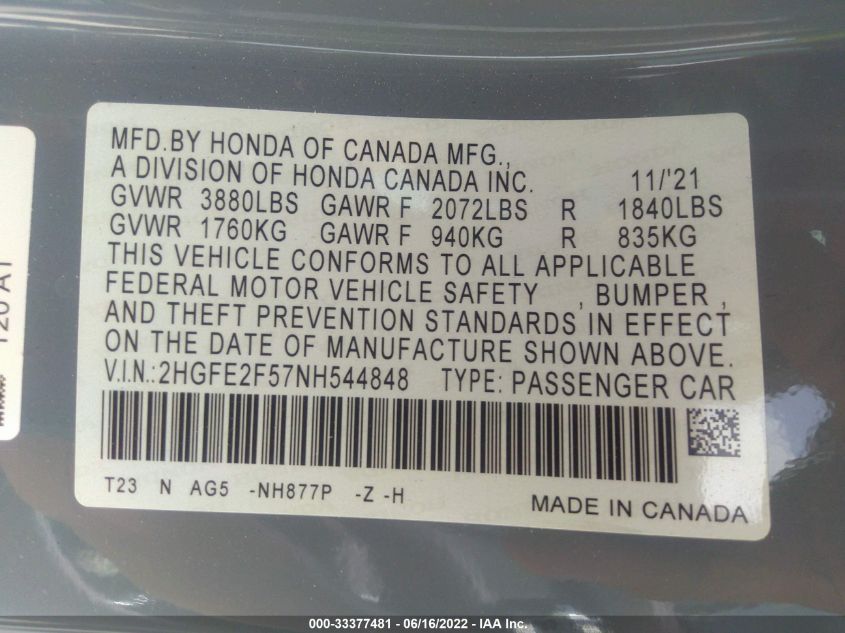 MFD.BY HONDA OF CANADA MFG.,
A DIVISION OF HONDA CANADA INC. 11/'21
GVWR 3880LBS GAWR F 2072LBS R 1840LBS
GVWR 1760KG GAWR F 940KG R 835KG
THIS VEHICLE CONFORMS TO ALL APPLICABLE
FEDERAL MOTOR VEHICLE SAFETY , BUMPER ,
AND THEFT PREVENTION STANDARDS IN EFFECT
ON THE DATE OF MANUFACTURE SHOWN ABOVE.
V.I.N.:2HGFE2F57NH544848 TYPE: PASSENGER CAR
T23 N AG5 -NH877P -Z -H
MADE IN CANADA
000-33377481 - 06/16/2022 - IAA Inc.